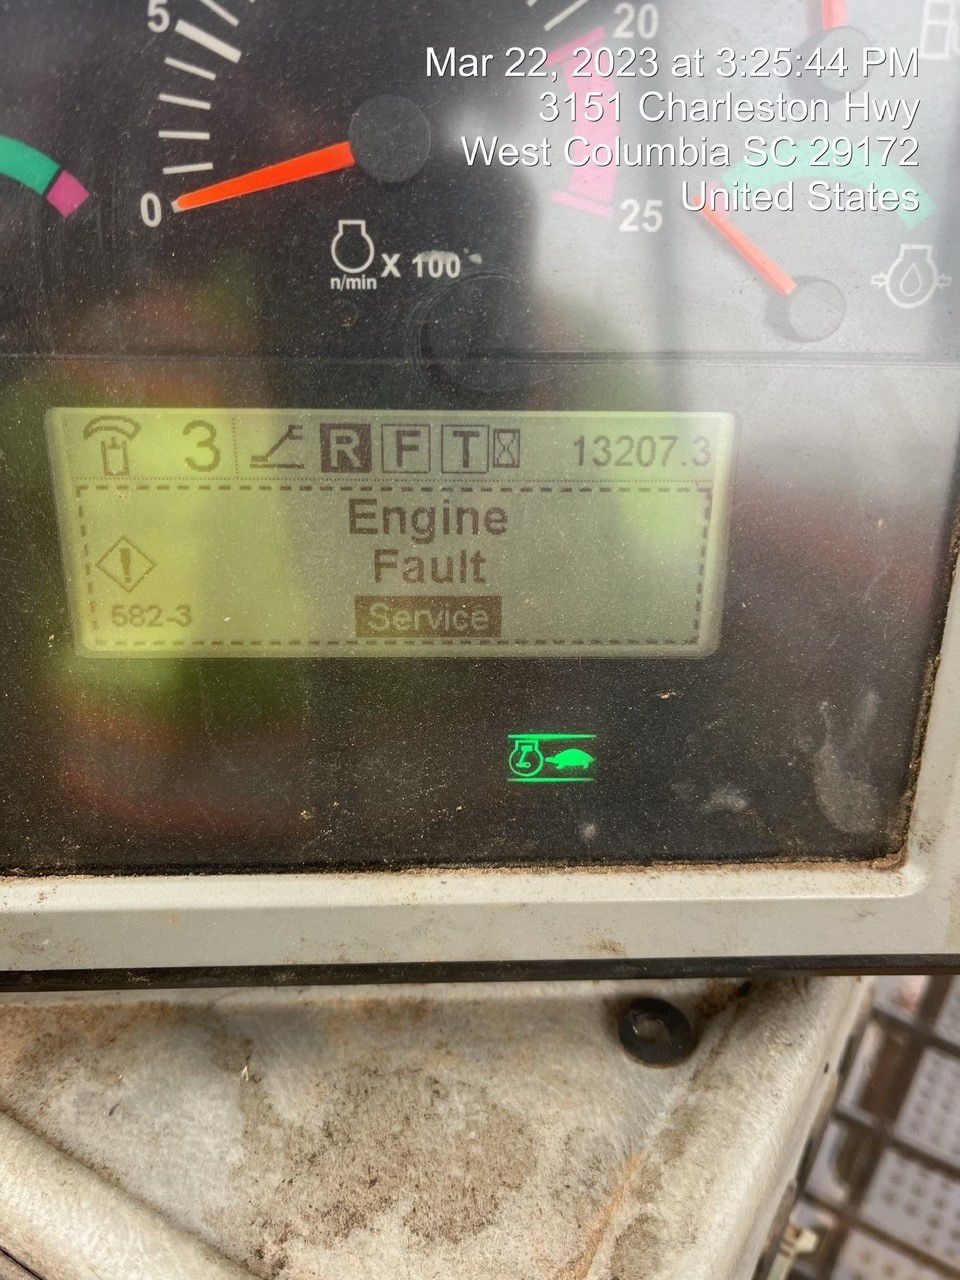 5
20
Mar 22, 2023 at 3:25:44 PM
3151 Charleston Hwy
West Columbia SC 29172
United States
0
25
X 100
n/min
3 R F T 13207.3
Engine
Fault
582-3
Service